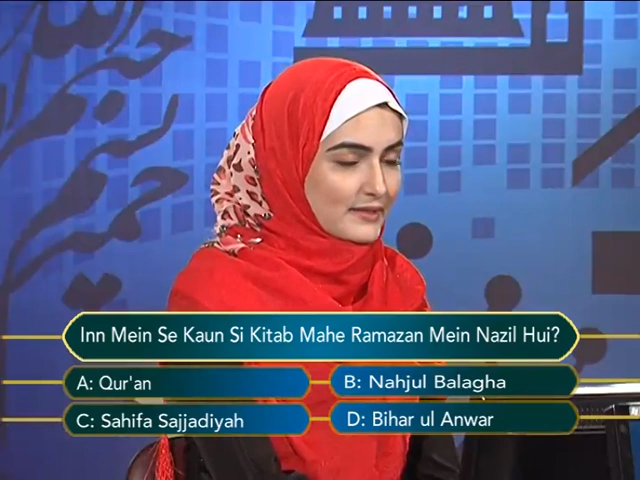 Inn Mein Se Kaun Si Kitab Mahe Ramazan Mein Nazil Hui?
A: Qur'an
B: Nahjul Balagha
C: Sahifa Sajjadiyah
D: Bihar ul Anwar